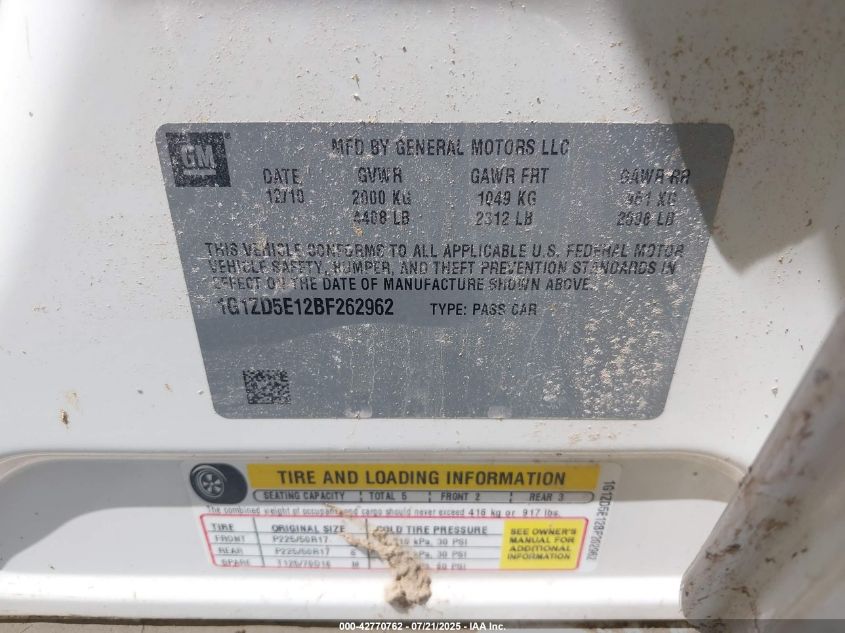 GM
MFD BY GENERAL MOTORS LLC
DATE GVWR GAWR FRT GAWR RR
12/10 2000 KG 1049 KG 951 KG
4408 LB 2312 LB LB
THIS VEHICLE CONFORMS TO ALL APPLICABLE U.S. FEDERAL MOTOR
VEHICLE SAFETY, BUMPER, AND THEFT PREVENTION STANDARDS IN
EFFECT ON THE DATE OF MANUFACTURE SHOWN ABOVE.
1G1ZD5E12BF262962 TYPE: PASS CAR
TIRE AND LOADING INFORMATION
SEATING CAPACITY TOTAL 5 FRONT 2 REAR 3
The combined weight of occupants and cargo should never exceed 416 kg or 917 lbs.
TIRE ORIGINAL SIZE COLD TIRE PRESSURE
FRONT P225/50R17 kPa, 30 PSI
REAR P225/50R17 kPa, 30 PSI
SPARE kPa, 60 PSI
SEE OWNER'S
MANUAL FOR
ADDITIONAL
INFORMATION
1G1ZD5E12BF262962
000-42770762 - 07/21/2025 - IAA Inc.